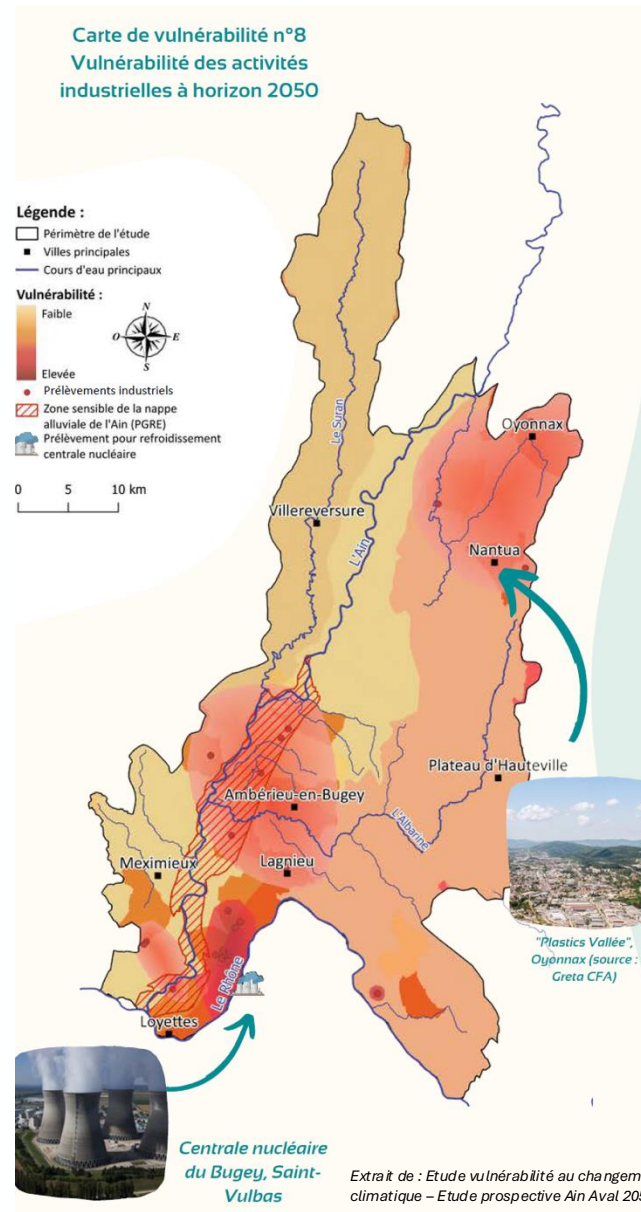 Carte de vulnérabilité n°8
Vulnérabilité des activités
industrielles à horizon 2050
Légende :
Périmètre de l'étude
Villes principales
Cours d'eau principaux
Vulnérabilité :
Faible
Elevée
N
O
E
S
Prélèvements industriels
Zone sensible de la nappe
alluviale de l'Ain (PGRE)
Prélèvement pour refroidissement
centrale nucléaire
0 5 10 km
Le Suran
Oyonnax
Villereversure
L'Ain
Nantua
Plateau d'Hauteville
Ambérieu-en-Bugey
L'Albarine
Meximieux
Lagnieu
Le Rhône
Loyettes
"Plastics Vallée",
Oyonnax (source :
Greta CFA)
Centrale nucléaire
du Bugey, Saint-
Vulbas
Extrait de : Etude vulnérabilité au changem
climatique – Etude prospective Ain Aval 205